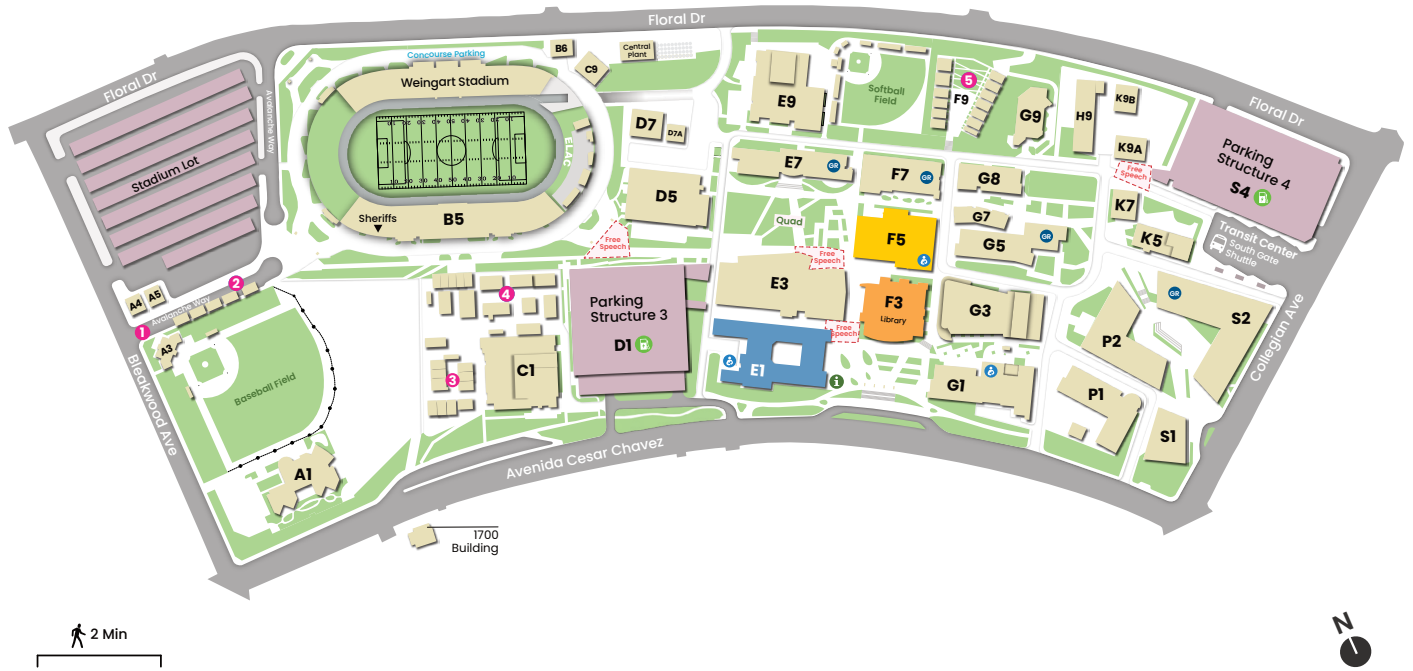 Floral Dr
Floral Dr
Floral Dr
Avalanche Way
Stadium Lot
Concourse Parking
Weingart Stadium
ELAC
Sheriffs
B5
B6
C9
Central
Plant
D7
D7A
D5
Free
Speech
E9
Softball
Field
5
F9
G9
H9
K9B
K9A
Free
Speech
Parking
Structure 4
S4
E7
GR
F7
GR
G8
G7
G5
GR
K7
K5
Transit Center
South Gate
Shuttle
Quad
F5
Free
Speech
E3
F3
Library
G3
GR
S2
P2
P1
S1
Collegian Ave
A4
A5
2
Avalanche Way
1
A3
Bleakwood Ave
Baseball Field
A1
4
3
C1
Parking
Structure 3
D1
Free
Speech
E1
i
G1
Avenida Cesar Chavez
1700
Building
2 Min
N